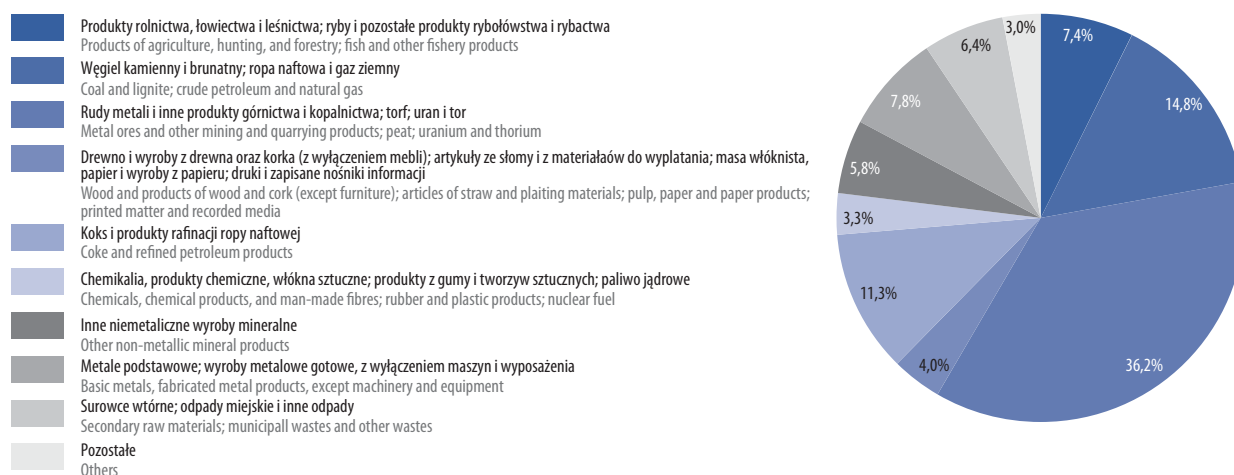 Produkty rolnictwa, łowiectwa i leśnictwa; ryby i pozostałe produkty rybołówstwa i rybactwa
Products of agriculture, hunting, and forestry; fish and other fishery products
Węgiel kamienny i brunatny; ropa naftowa i gaz ziemny
Coal and lignite; crude petroleum and natural gas
Rudy metali i inne produkty górnictwa i kopalnictwa; torf; uran i tor
Metal ores and other mining and quarrying products; peat; uranium and thorium
Drewno i wyroby z drewna oraz korka (z wyłączeniem mebli); artykuły ze słomy i z materiałaów do wyplatania; masa włóknista,
papier i wyroby z papieru; druki i zapisane nośniki informacji
Wood and products of wood and cork (except furniture); articles of straw and plaiting materials; pulp, paper and paper products;
printed matter and recorded media
Koks i produkty rafinacji ropy naftowej
Coke and refined petroleum products
Chemikalia, produkty chemiczne, włókna sztuczne; produkty z gumy i tworzyw sztucznych; paliwo jądrowe
Chemicals, chemical products, and man-made fibres; rubber and plastic products; nuclear fuel
Inne niemetaliczne wyroby mineralne
Other non-metallic mineral products
Metale podstawowe; wyroby metalowe gotowe, z wyłączeniem maszyn i wyposażenia
Basic metals, fabricated metal products, except machinery and equipment
Surowce wtórne; odpady miejskie i inne odpady
Secondary raw materials; municipall wastes and other wastes
Pozostałe
Others
7,4%
14,8%
36,2%
4,0%
11,3%
3,3%
5,8%
7,8%
6,4%
3,0%